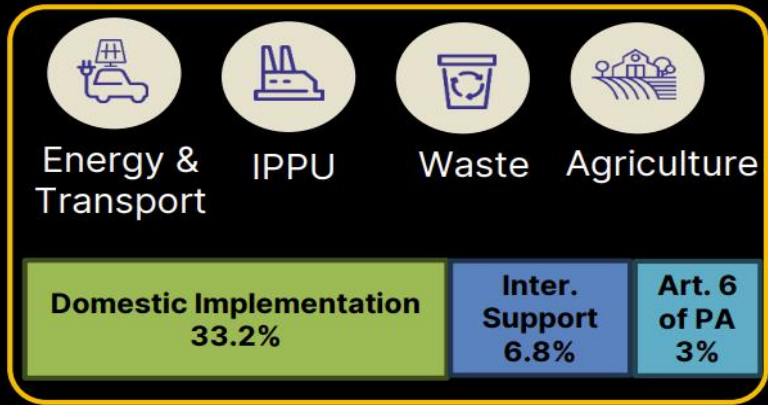 Energy &
Transport
IPPU
Waste
Agriculture
Domestic Implementation
33.2%
Inter.
Support
6.8%
Art. 6
of PA
3%